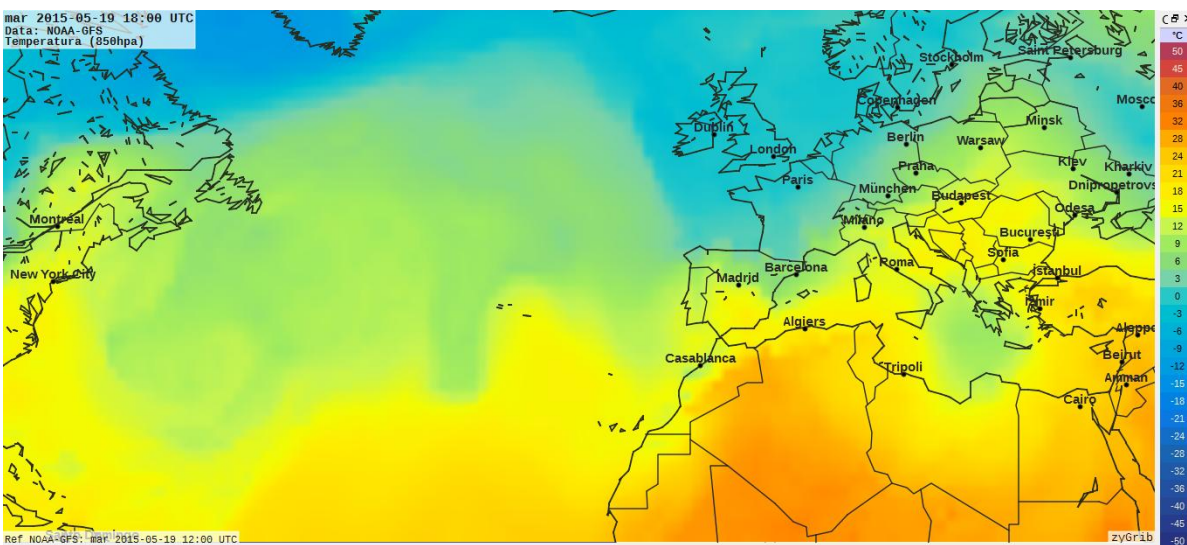 mar 2015-05-19 18:00 UTC
Data: NOAA-GFS
Temperatura (850hpa)
Stockholm
Saint Petersburg
Copenhagen
Mosco
Dublin
Minsk
Berlin
Warsaw
London
Praha
Kiev
Kharkiv
Paris
München
Budapest
Dnipropetrovs
Montréal
Milano
Odesa
București
New York City
Madrid
Barcelona
Roma
Sofia
Istanbul
Izmir
Algiers
Aleppo
Casablanca
Tripoli
Beirut
Amman
Cairo
Santo Domingo
Ref NOAA-GFS: mar 2015-05-19 12:00 UTC
zyGrib
°C
50
45
40
36
32
28
24
21
18
15
12
9
6
3
0
-3
-6
-9
-12
-15
-18
-21
-24
-28
-32
-36
-40
-45
-50